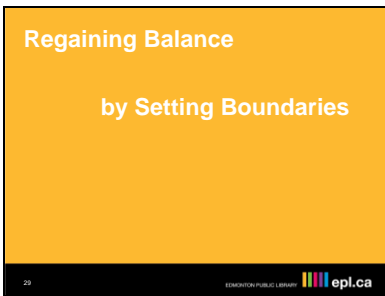 Regaining Balance
by Setting Boundaries
29
EDMONTON PUBLIC LIBRARY epl.ca